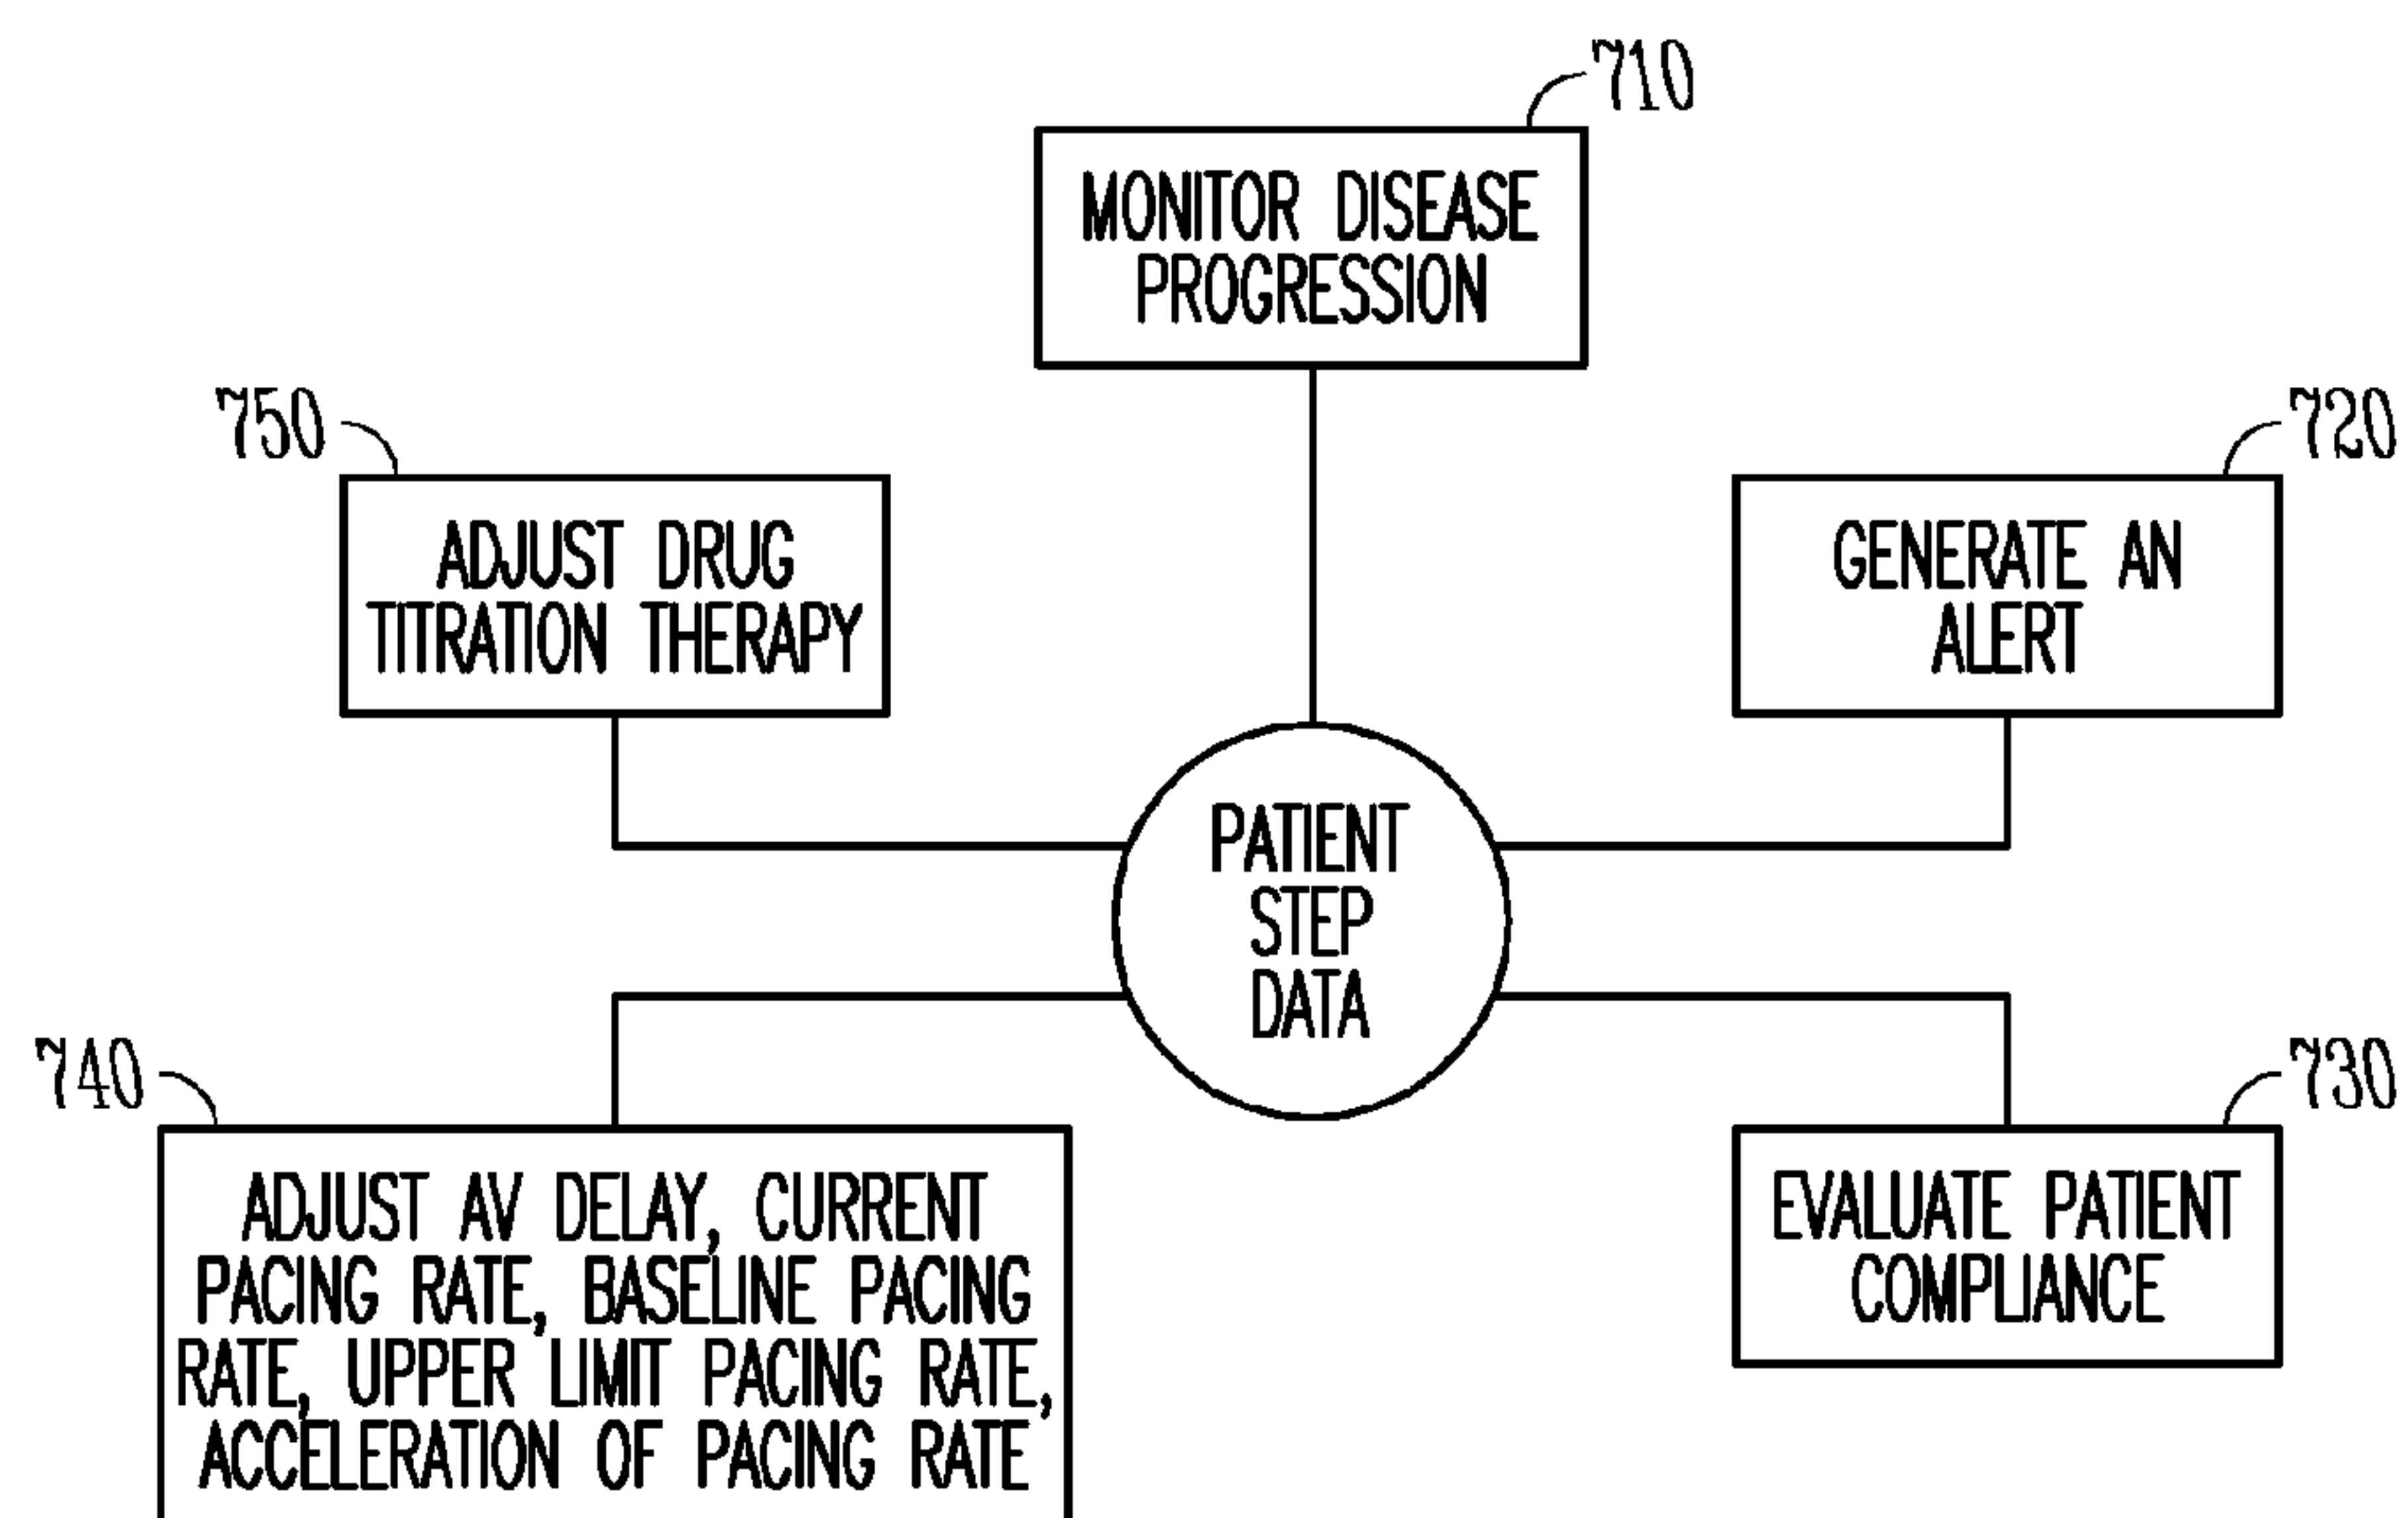 710
MONITOR DISEASE
PROGRESSION
750
ADJUST DRUG
TITRATION THERAPY
720
GENERATE AN
ALERT
PATIENT
STEP
DATA
740
ADJUST AV DELAY, CURRENT
PACING RATE, BASELINE PACING
RATE, UPPER LIMIT PACING RATE,
ACCELERATION OF PACING RATE
730
EVALUATE PATIENT
COMPLIANCE